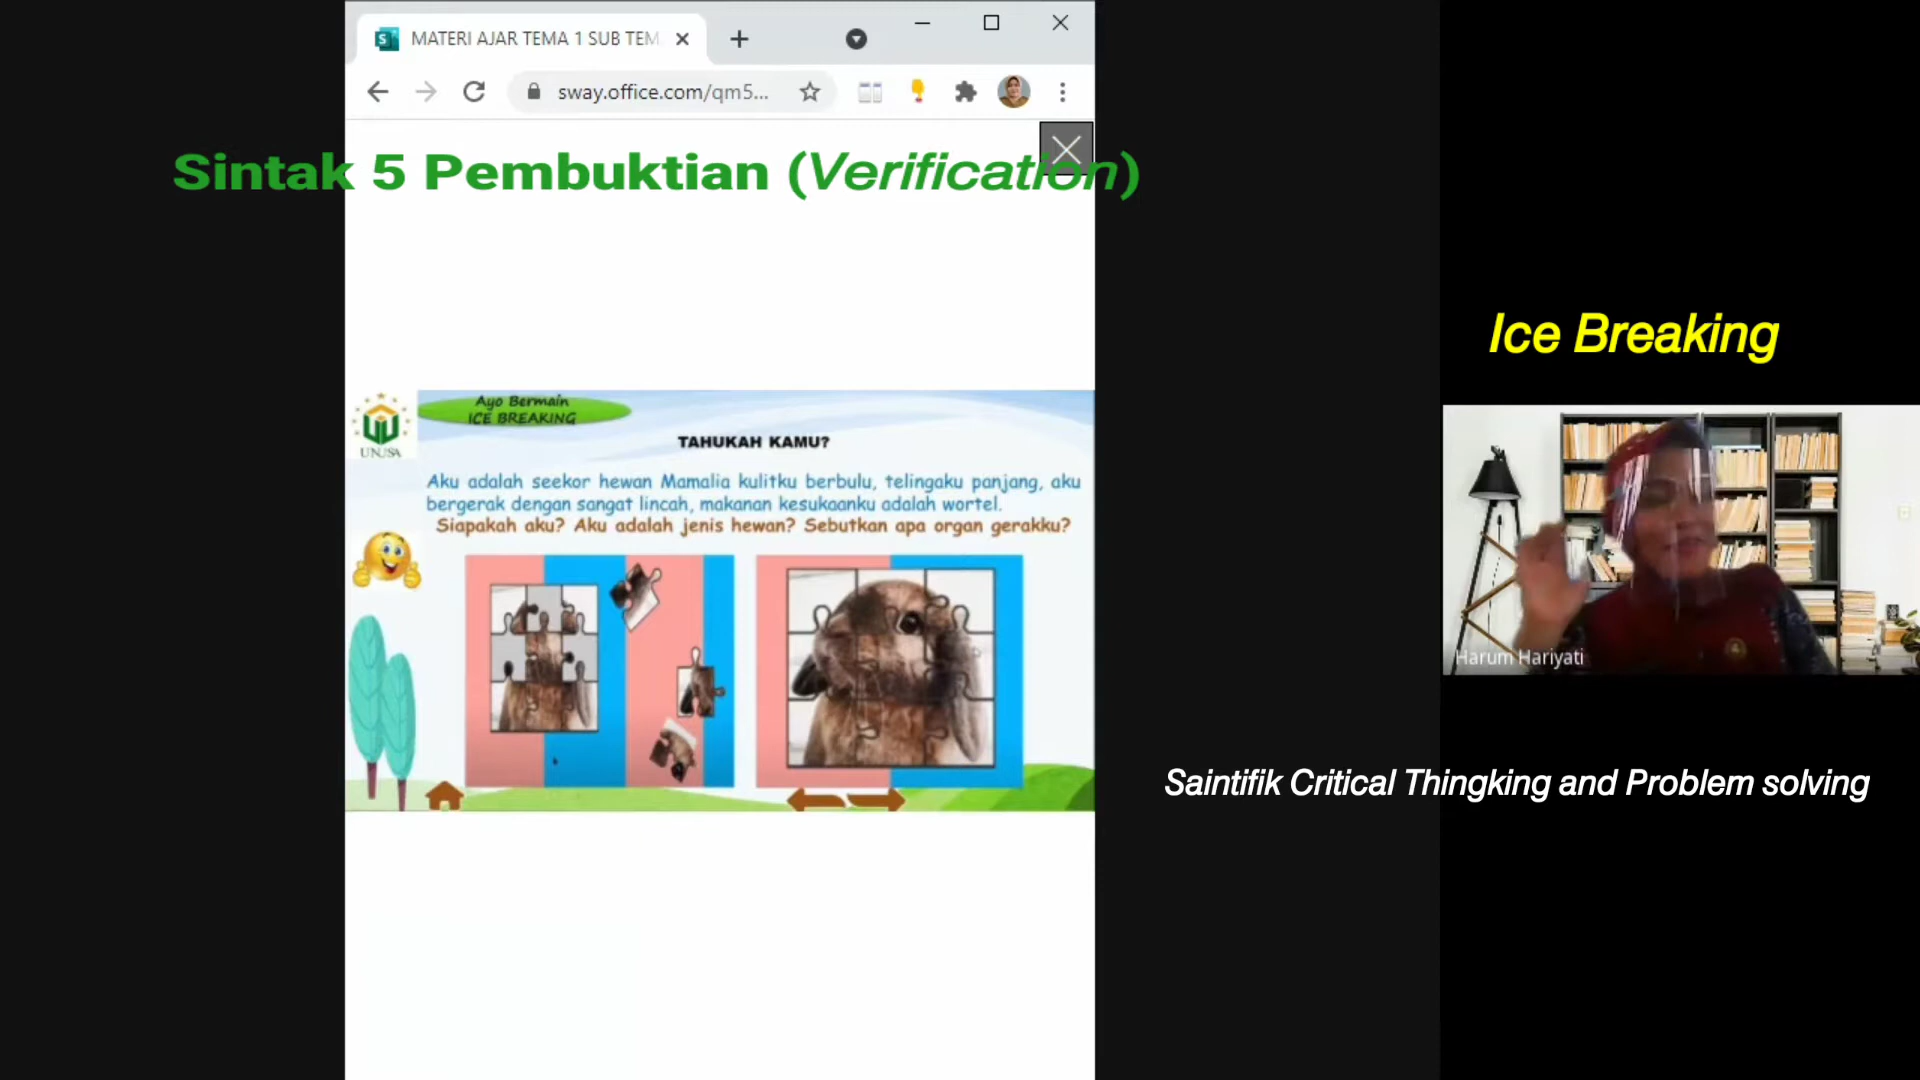 MATERI AJAR TEMA 1 SUB TEM
sway.office.com/qm5...
Sintak 5 Pembuktian (Verification)
Ayo Bermain
ICE BREAKING
UNUSA
TAHUKAH KAMU?
Aku adalah seekor hewan Mamalia kulitku berbulu, telingaku panjang, aku
bergerak dengan sangat lincah, makanan kesukaanku adalah wortel.
Siapakah aku? Aku adalah jenis hewan? Sebutkan apa organ gerakku?
Ice Breaking
Harum Hariyati
Saintifik Critical Thingking and Problem solving